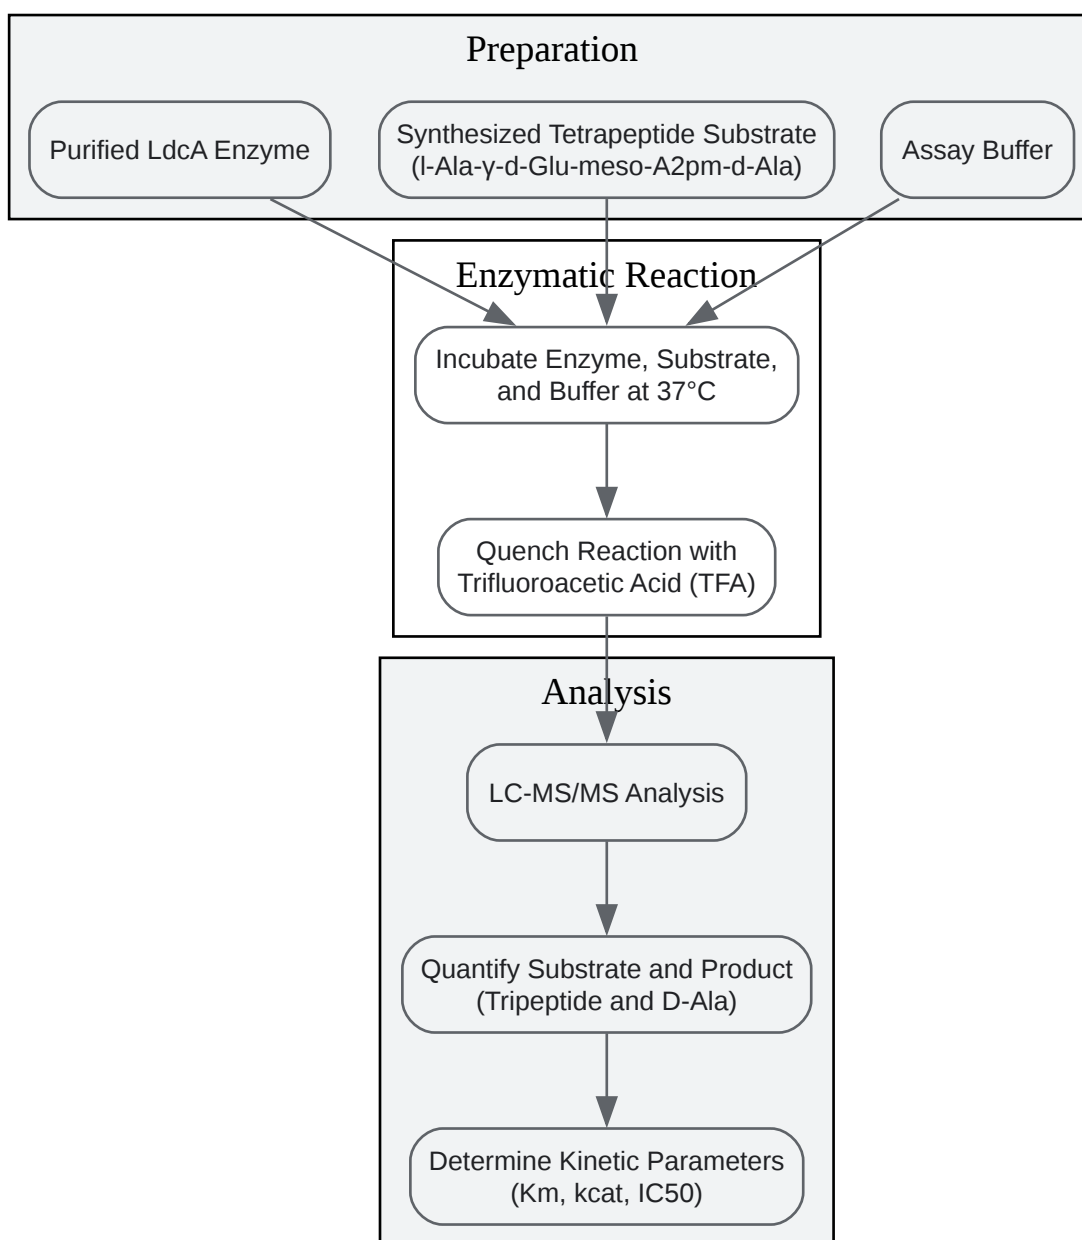 Preparation
Purified LdcA Enzyme
Synthesized Tetrapeptide Substrate
(l-Ala-γ-d-Glu-meso-A2pm-d-Ala)
Assay Buffer
Enzymatic Reaction
Incubate Enzyme, Substrate,
and Buffer at 37°C
Quench Reaction with
Trifluoroacetic Acid (TFA)
Analysis
LC-MS/MS Analysis
Quantify Substrate and Product
(Tripeptide and D-Ala)
Determine Kinetic Parameters
(Km, kcat, IC50)